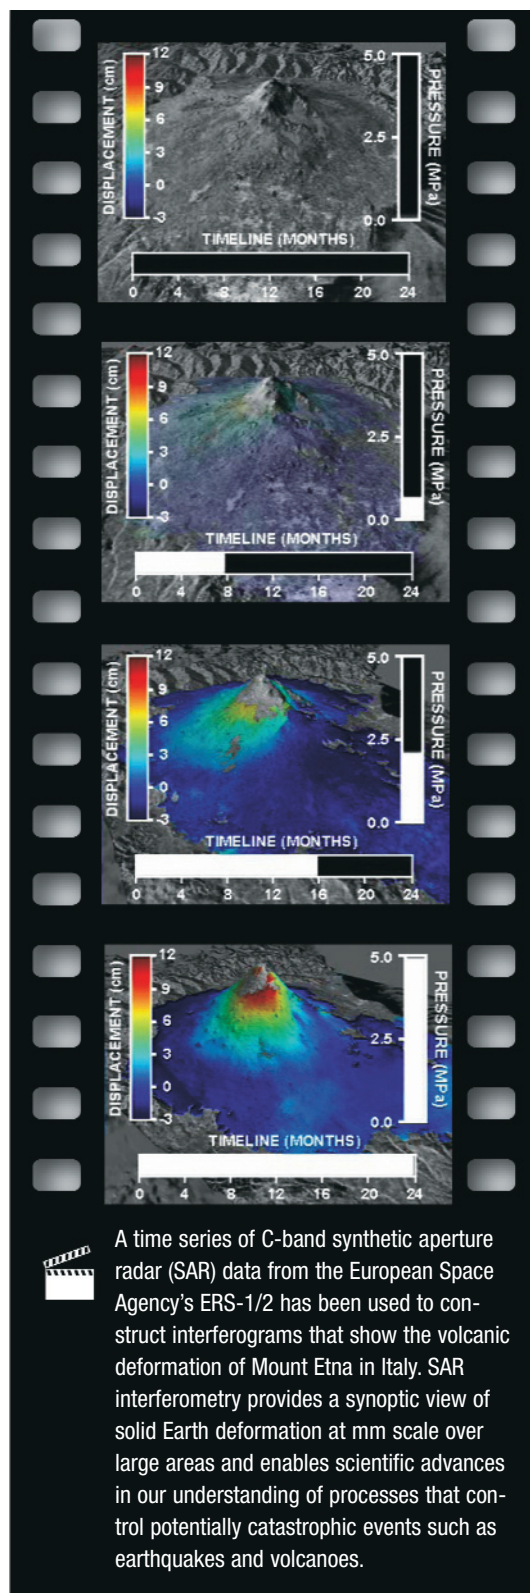 DISPLACEMENT (cm)
12
9
6
3
0
-3
5.0
2.5
0.0
PRESSURE (MPa)
TIMELINE (MONTHS)
0 4 8 12 16 20 24
DISPLACEMENT (cm)
12
9
6
3
0
-3
5.0
2.5
0.0
PRESSURE (MPa)
TIMELINE (MONTHS)
0 4 8 12 16 20 24
DISPLACEMENT (cm)
12
9
6
3
0
-3
5.0
2.5
0.0
PRESSURE (MPa)
TIMELINE (MONTHS)
0 4 8 12 16 20 24
DISPLACEMENT (cm)
12
9
6
3
0
-3
5.0
2.5
0.0
PRESSURE (MPa)
TIMELINE (MONTHS)
0 4 8 12 16 20 24
A time series of C-band synthetic aperture
radar (SAR) data from the European Space
Agency's ERS-1/2 has been used to con-
struct interferograms that show the volcanic
deformation of Mount Etna in Italy. SAR
interferometry provides a synoptic view of
solid Earth deformation at mm scale over
large areas and enables scientific advances
in our understanding of processes that con-
trol potentially catastrophic events such as
earthquakes and volcanoes.